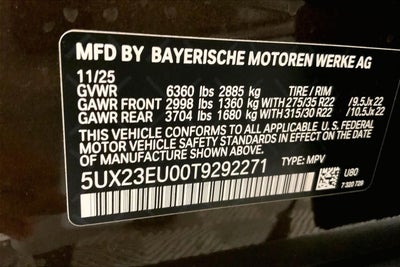 MFD BY BAYERISCHE MOTOREN WERKE AG
11/25
GVWR 6360 lbs 2885 kg TIRE / RIM
GAWR FRONT 2998 lbs 1360 kg WITH 275/35 R22 /9.5Jx22
GAWR REAR 3704 lbs 1680 kg WITH 315/30 R22 /10.5Jx22
THIS VEHICLE CONFORMS TO ALL APPLICABLE U.S. FEDERAL
MOTOR VEHICLE SAFETY STANDARDS IN EFFECT ON THE DATE
OF MANUFACTURE SHOWN ABOVE.
5UX23EU00T9292271 TYPE: MPV
U80
7 320 729